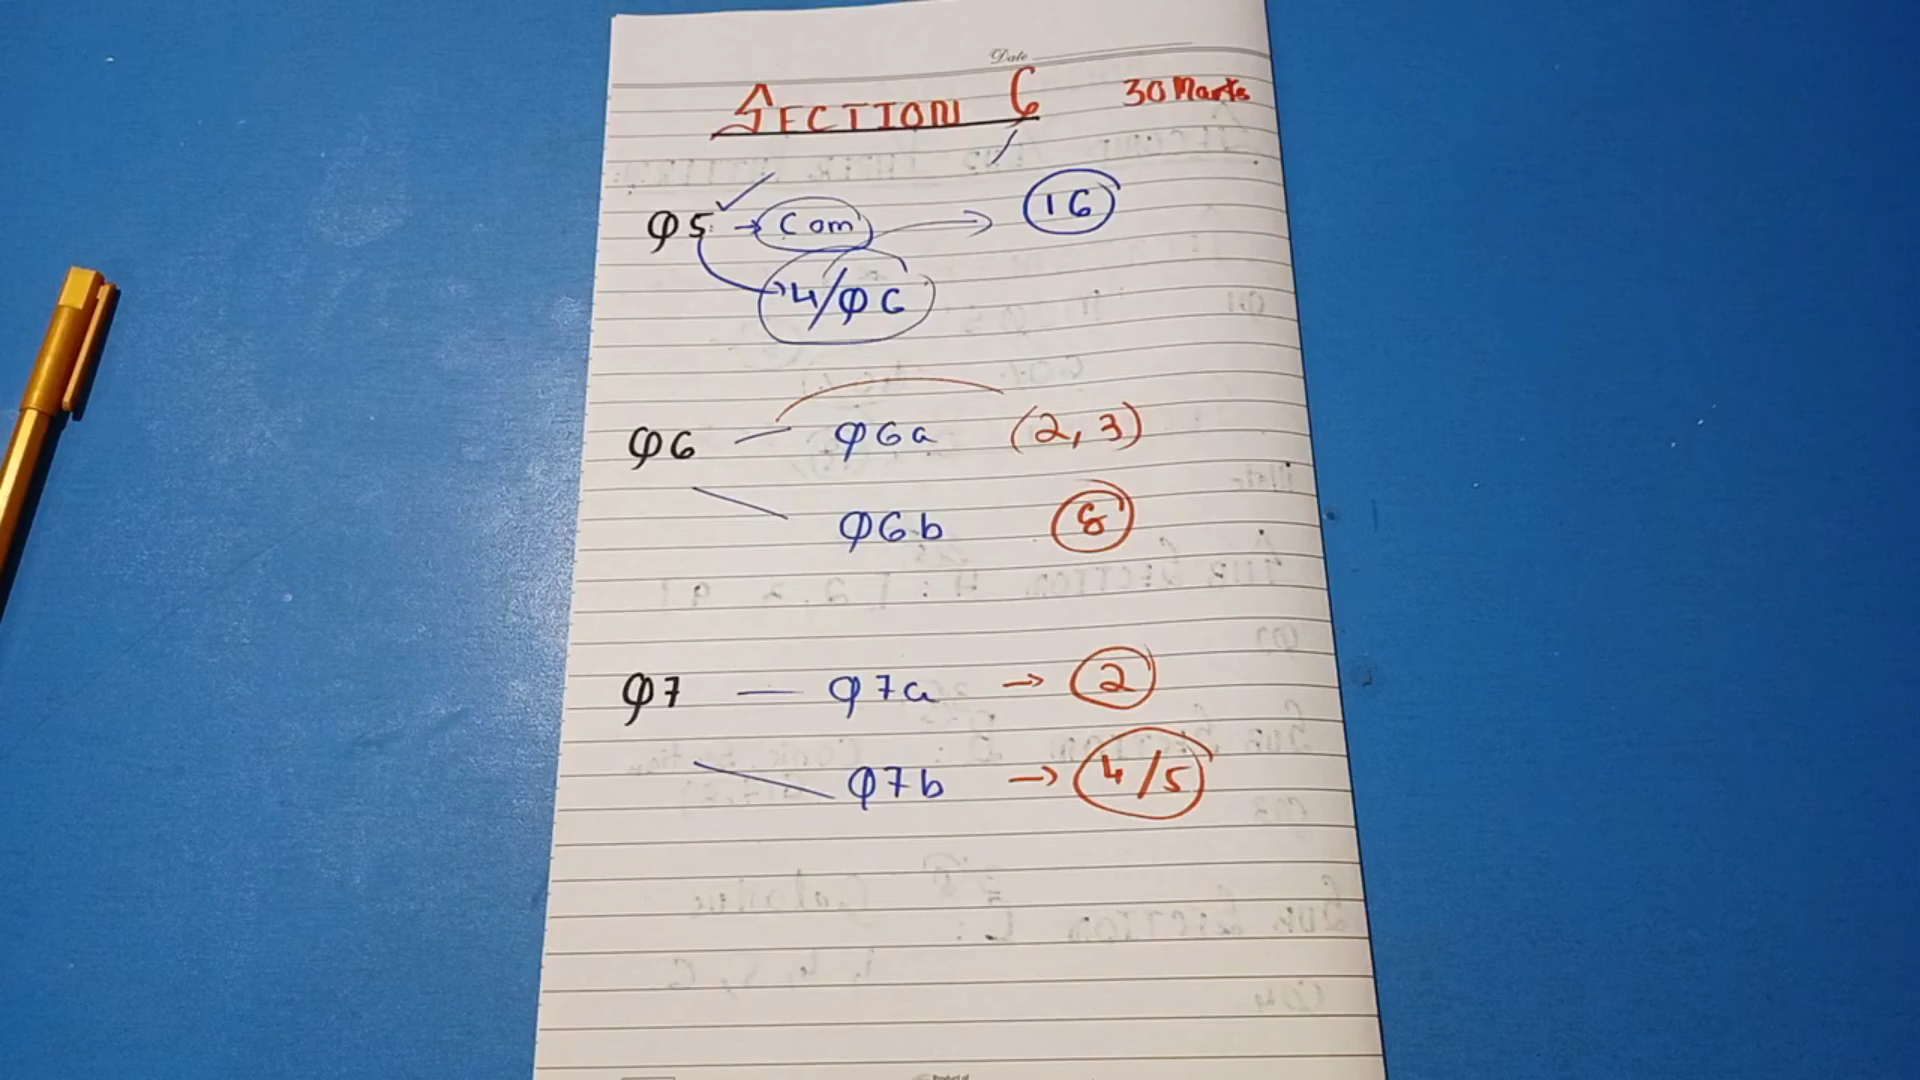 Date
SECTION C 30 Marks
Q5 → Com → 16
4/Q6
Q6 — Q6a (2, 3)
Q6b 8
Q7 — Q7a → 2
Q7b → 4/5